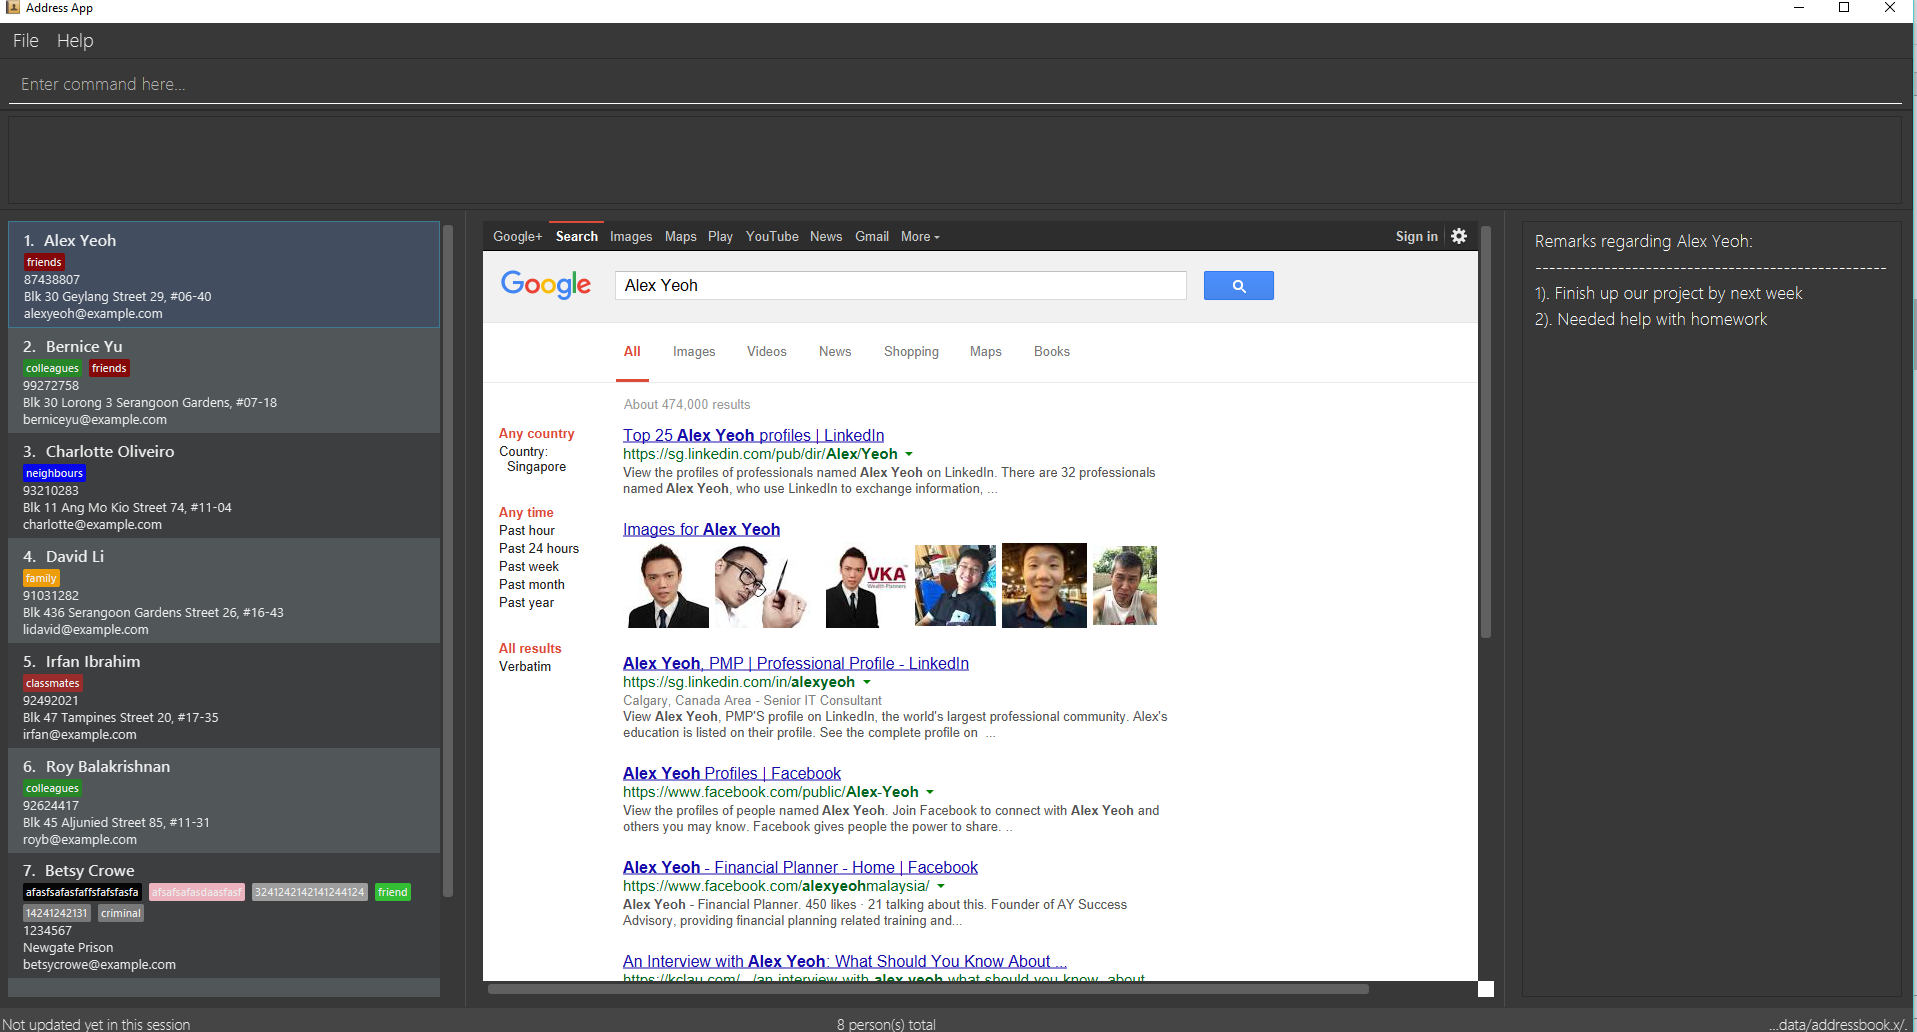 Address App
File Help
Enter command here...
1. Alex Yeoh
friends
87438807
Blk 30 Geylang Street 29, #06-40
alexyeoh@example.com
2. Bernice Yu
colleagues friends
99272758
Blk 30 Lorong 3 Serangoon Gardens, #07-18
berniceyu@example.com
3. Charlotte Oliveiro
neighbours
93210283
Blk 11 Ang Mo Kio Street 74, #11-04
charlotte@example.com
4. David Li
family
91031282
Blk 436 Serangoon Gardens Street 26, #16-43
lidavid@example.com
5. Irfan Ibrahim
classmates
92492021
Blk 47 Tampines Street 20, #17-35
irfan@example.com
6. Roy Balakrishnan
colleagues
92624417
Blk 45 Aljunied Street 85, #11-31
royb@example.com
7. Betsy Crowe
afasfsafasfaffsfafsfasfa afsafsafasdaasfasf 3241242142141244124 friend
14241242131 criminal
1234567
Newgate Prison
betsycrowe@example.com
Google+ Search Images Maps Play YouTube News Gmail More Sign in
Google Alex Yeoh
All Images Videos News Shopping Maps Books
About 474,000 results
Any country
Country:
Singapore
Any time
Past hour
Past 24 hours
Past week
Past month
Past year
All results
Verbatim
Top 25 Alex Yeoh profiles | LinkedIn
https://sg.linkedin.com/pub/dir/Alex/Yeoh
View the profiles of professionals named Alex Yeoh on LinkedIn. There are 32 professionals
named Alex Yeoh, who use LinkedIn to exchange information, ...
Images for Alex Yeoh
VKA
Wealth Planners
Alex Yeoh, PMP | Professional Profile - LinkedIn
https://sg.linkedin.com/in/alexyeoh
Calgary, Canada Area - Senior IT Consultant
View Alex Yeoh, PMP'S profile on LinkedIn, the world's largest professional community. Alex's
education is listed on their profile. See the complete profile on ...
Alex Yeoh Profiles | Facebook
https://www.facebook.com/public/Alex-Yeoh
View the profiles of people named Alex Yeoh. Join Facebook to connect with Alex Yeoh and
others you may know. Facebook gives people the power to share. ..
Alex Yeoh - Financial Planner - Home | Facebook
https://www.facebook.com/alexyeohmalaysia/
Alex Yeoh - Financial Planner. 450 likes · 21 talking about this. Founder of AY Success
Advisory, providing financial planning related training and...
An Interview with Alex Yeoh: What Should You Know About ...
https://kclau.com/.../an-interview-with-alex-yeoh-what-should-you-know-about
Remarks regarding Alex Yeoh:
---------------------------------------------------
1). Finish up our project by next week
2). Needed help with homework
Not updated yet in this session
8 person(s) total
...data/addressbook.x/.